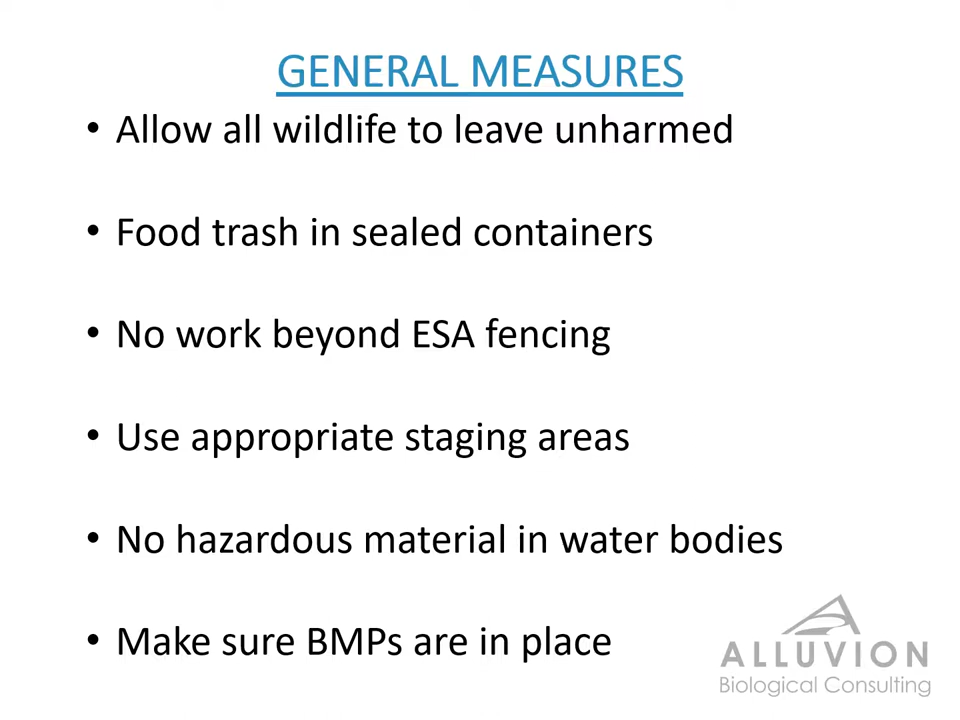 GENERAL MEASURES
• Allow all wildlife to leave unharmed
• Food trash in sealed containers
• No work beyond ESA fencing
• Use appropriate staging areas
• No hazardous material in water bodies
• Make sure BMPs are in place
ALLUVION
Biological Consulting